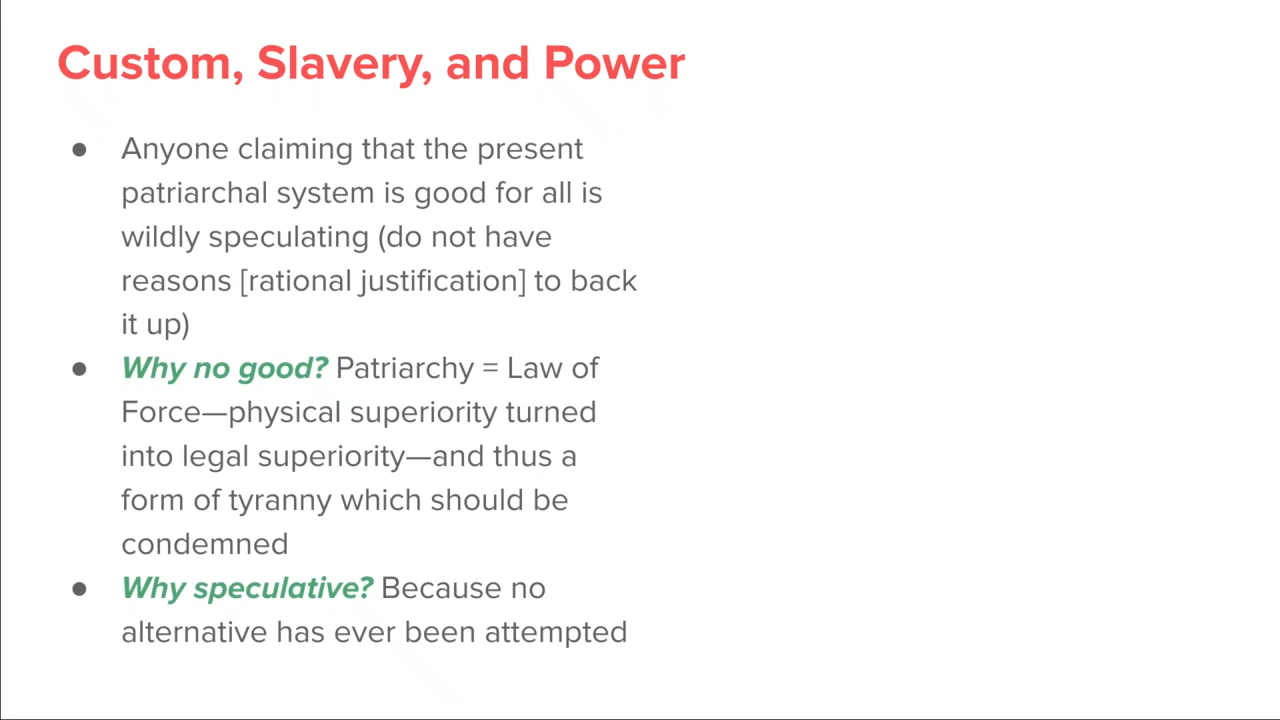 Custom, Slavery, and Power
● Anyone claiming that the present
patriarchal system is good for all is
wildly speculating (do not have
reasons [rational justification] to back
it up)
● Why no good? Patriarchy = Law of
Force—physical superiority turned
into legal superiority—and thus a
form of tyranny which should be
condemned
● Why speculative? Because no
alternative has ever been attempted